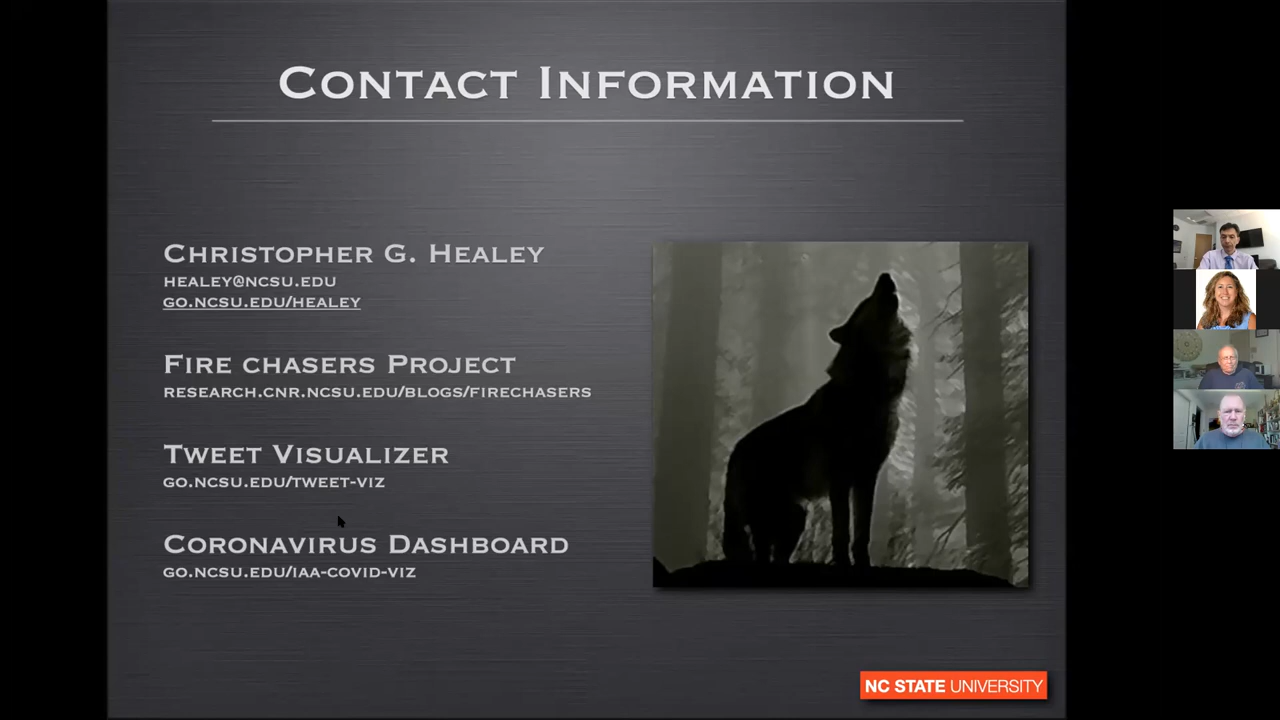 Contact Information
Christopher G. Healey
healey@ncsu.edu
go.ncsu.edu/healey
Fire chasers Project
research.cnr.ncsu.edu/blogs/firechasers
Tweet Visualizer
go.ncsu.edu/tweet-viz
Coronavirus Dashboard
go.ncsu.edu/iaa-covid-viz
NC STATE UNIVERSITY